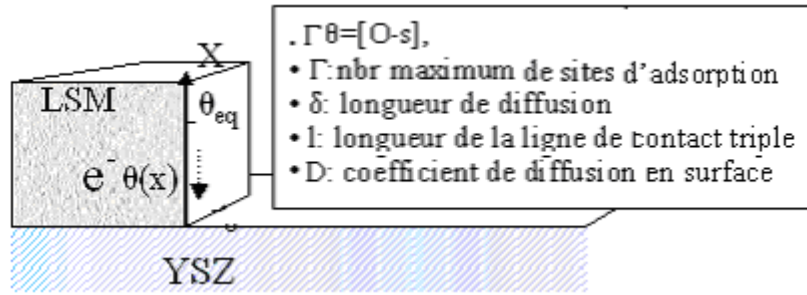 . Γθ=[O-s],
• Γ:nbr maximum de sites d'adsorption
• δ: longueur de diffusion
• l: longueur de la ligne de contact triple
• D: coefficient de diffusion en surface
X
LSM
θeq
e- θ(x)
YSZ